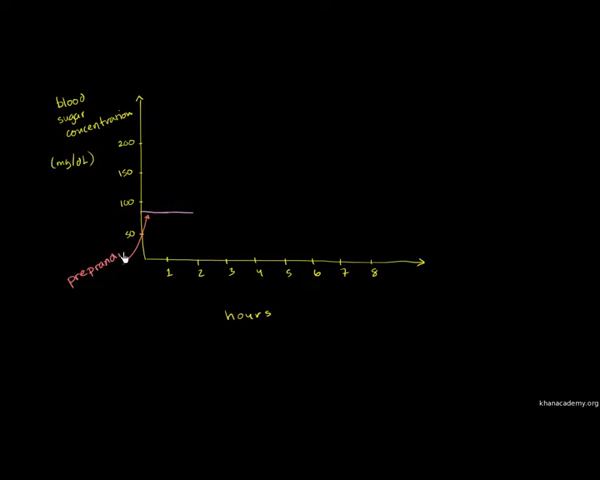 blood
sugar
concentration
(mg/dL)
200
150
100
50
1 2 3 4 5 6 7 8
hours
khanacademy.org